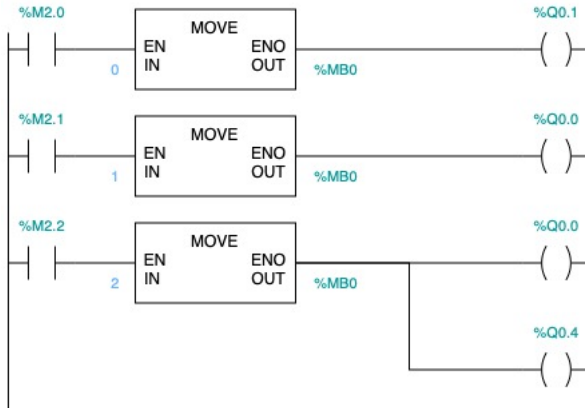 %M2.0 %Q0.1
MOVE
EN ENO
0 IN OUT %MB0
%M2.1 %Q0.0
MOVE
EN ENO
1 IN OUT %MB0
%M2.2 %Q0.0
MOVE
EN ENO
2 IN OUT %MB0
%Q0.4